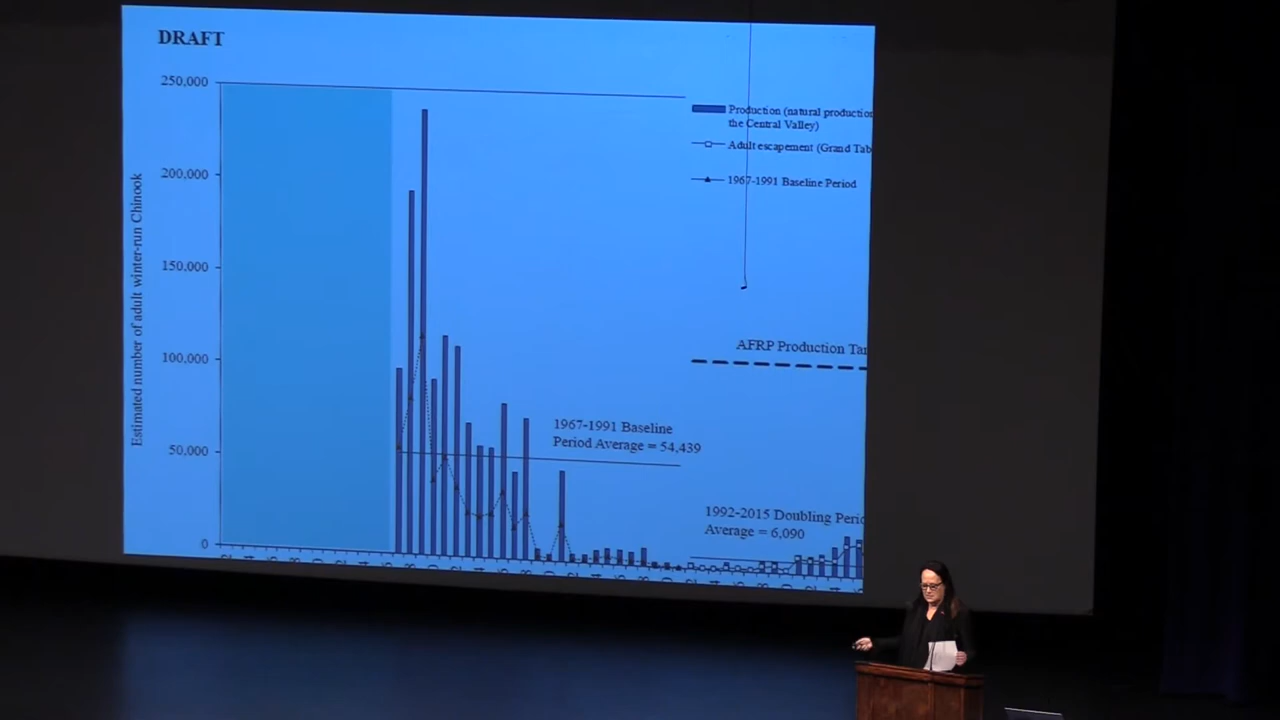 DRAFT
250,000
200,000
150,000
100,000
50,000
0
Estimated number of adult winter-run Chinook
Production (natural production
the Central Valley)
Adult escapement (Grand Tab
1967-1991 Baseline Period
AFRP Production Tar
1967-1991 Baseline
Period Average = 54,439
1992-2015 Doubling Perio
Average = 6,090